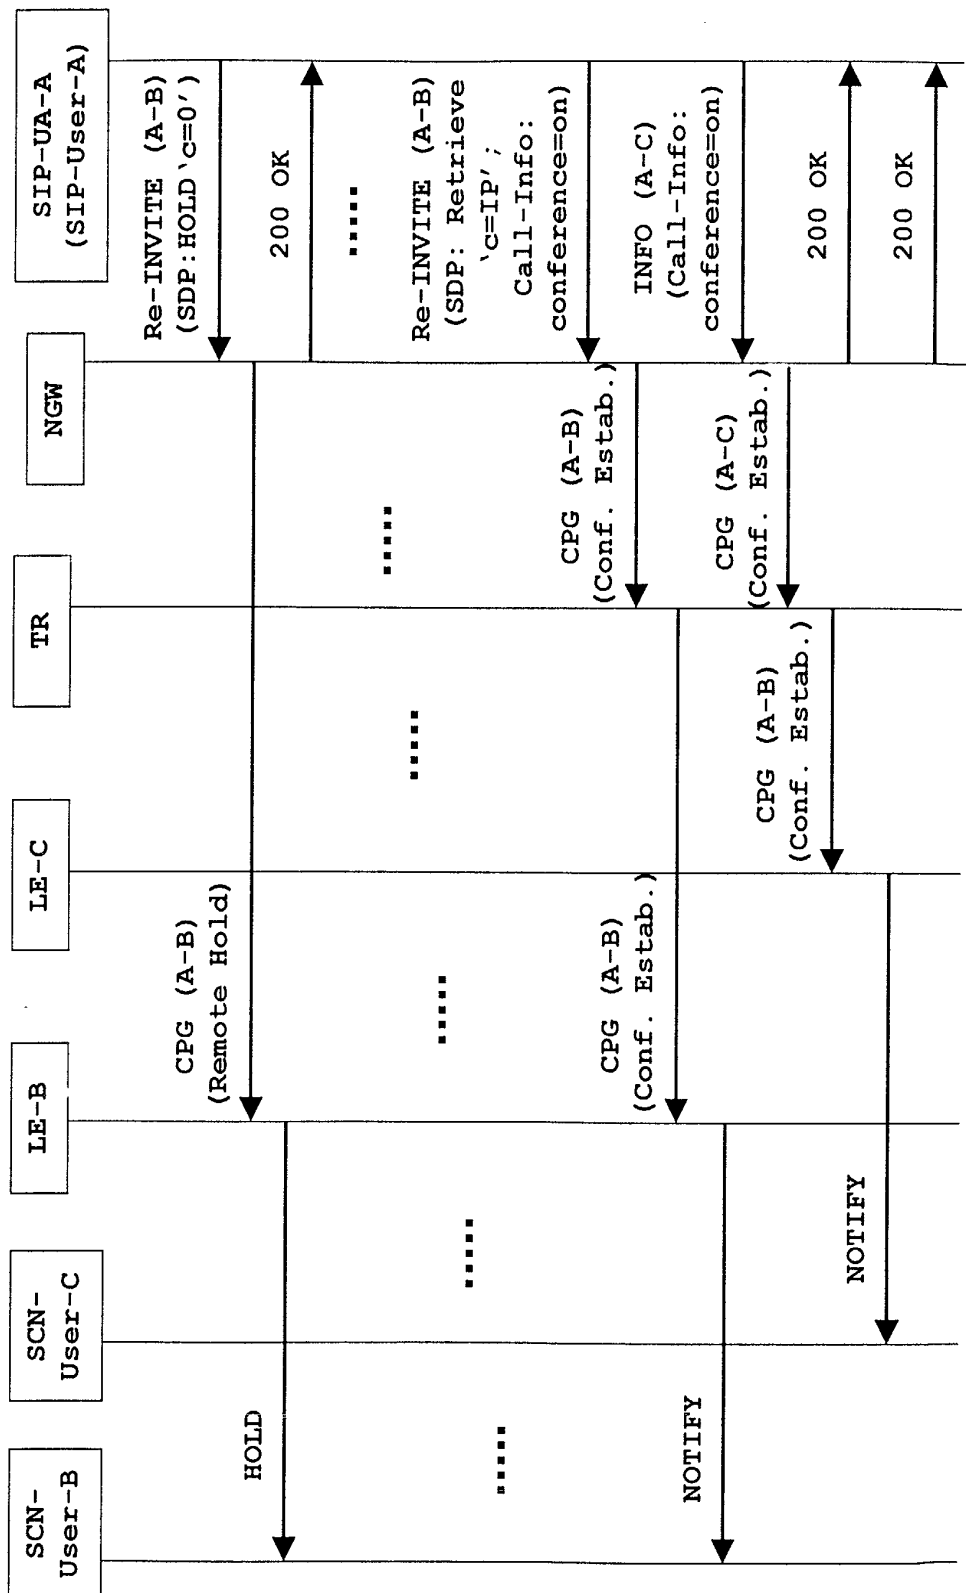 SCN-
User-B
SCN-
User-C
LE-B
LE-C
TR
NGW
SIP-UA-A
(SIP-User-A)
Re-INVITE (A-B)
(SDP:HOLD‘c=0’)
CPG (A-B)
(Remote Hold)
HOLD
200 OK
.....
.....
.....
.....
.....
.....
Re-INVITE (A-B)
(SDP: Retrieve
‘c=IP’;
Call-Info:
conference=on)
CPG (A-B)
(Conf. Estab.)
CPG (A-B)
(Conf. Estab.)
NOTIFY
INFO (A-C)
(Call-Info:
conference=on)
CPG (A-C)
(Conf. Estab.)
CPG (A-B)
(Conf. Estab.)
NOTIFY
200 OK
200 OK